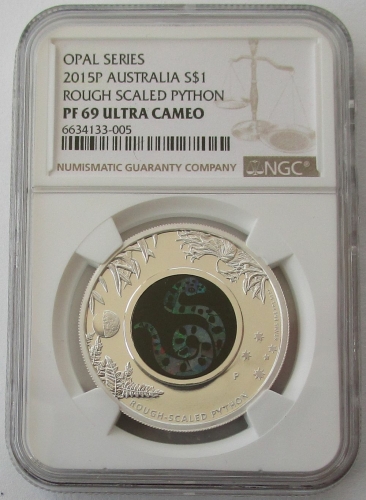 OPAL SERIES
2015P AUSTRALIA S$1
ROUGH SCALED PYTHON
PF 69 ULTRA CAMEO
6634133-005
NUMISMATIC GUARANTY COMPANY
NGC®
P
ROUGH-SCALED PYTHON